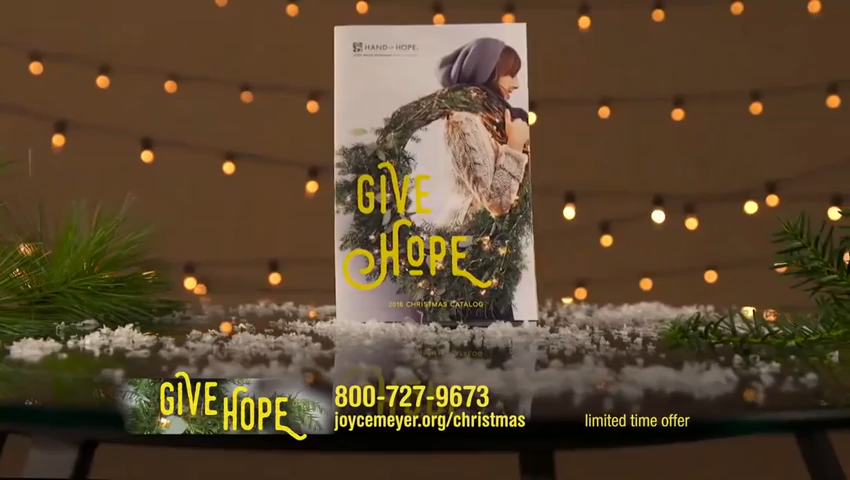 HAND OF HOPE
GIVE
HOPE
2016 CHRISTMAS CATALOG
GIVE HOPE
800-727-9673
joycemeyer.org/christmas
limited time offer